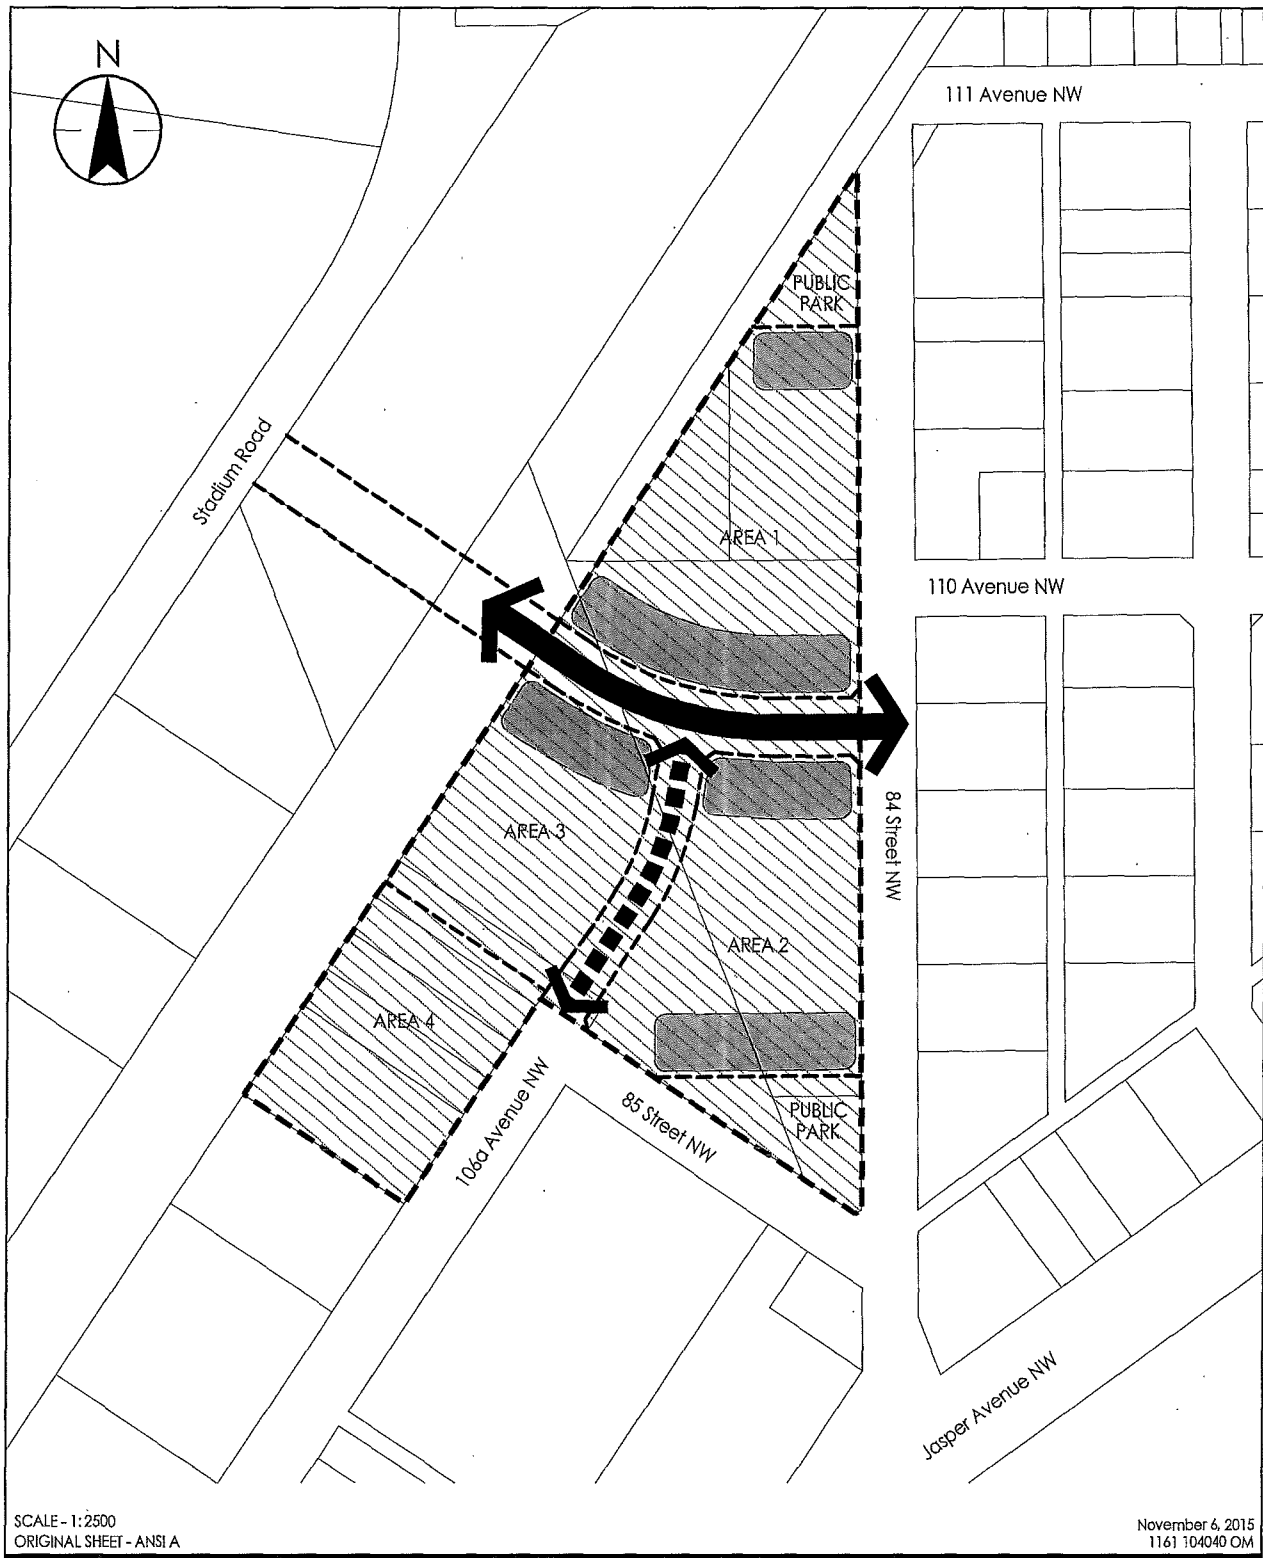 N
111 Avenue NW
PUBLIC
PARK
Stadium Road
AREA 1
110 Avenue NW
84 Street NW
AREA 3
AREA 2
AREA 4
106a Avenue NW
85 Street NW
PUBLIC
PARK
Jasper Avenue NW
SCALE - 1:2500
ORIGINAL SHEET - ANSI A
November 6, 2015
1161 104040 OM